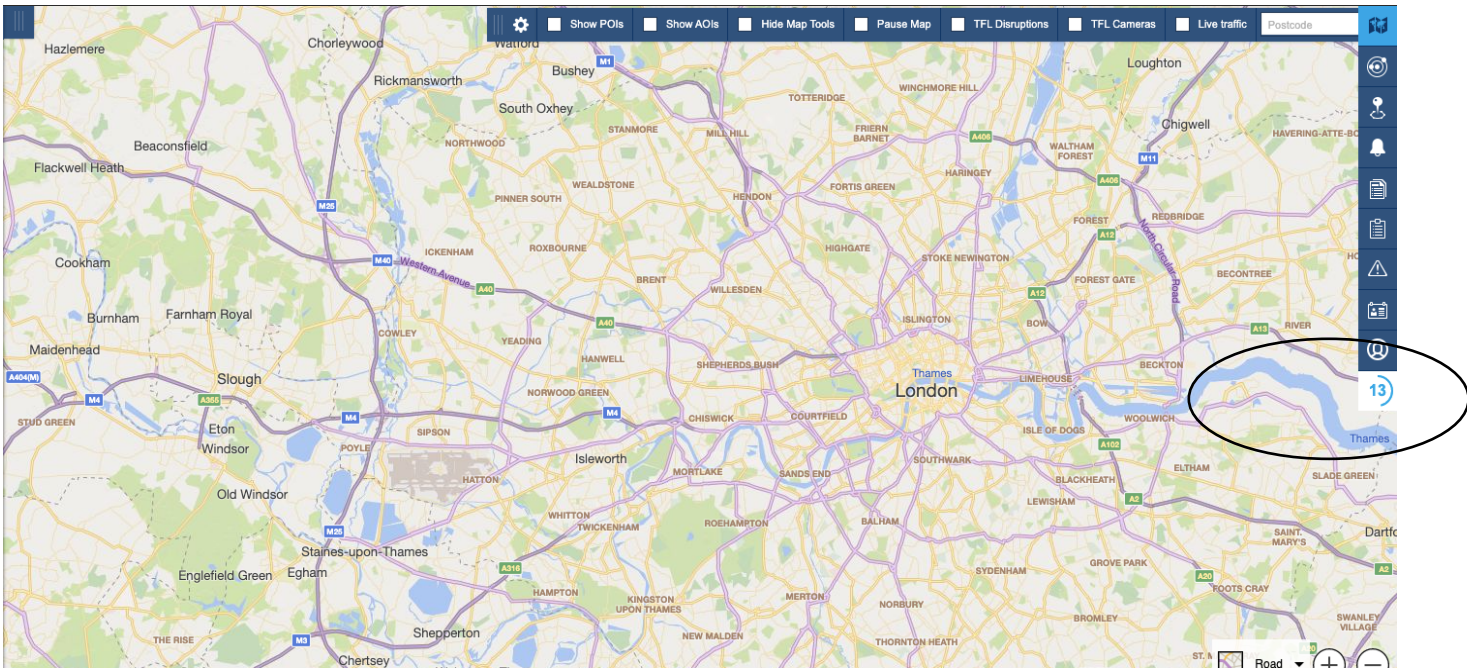 Show POIs
Show AOIs
Hide Map Tools
Pause Map
TFL Disruptions
TFL Cameras
Live traffic
Postcode
Hazlemere
Chorleywood
Watford
Bushey
M1
Loughton
Rickmansworth
WINCHMORE HILL
TOTTERIDGE
South Oxhey
Chigwell
STANMORE
MILL HILL
FRIERN
BARNET
A406
HAVERING-ATTE-BO
Beaconsfield
NORTHWOOD
WALTHAM
FOREST
M11
Flackwell Heath
HARINGEY
A406
WEALDSTONE
FORTIS GREEN
PINNER SOUTH
HENDON
M25
FOREST
REDBRIDGE
A12
North Circular Road
ICKENHAM
ROXBOURNE
HIGHGATE
STOKE NEWINGTON
HO
Cookham
M40
Western Avenue
A40
BRENT
WILLESDEN
FOREST GATE
BECONTREE
A12
Burnham
Farnham Royal
ISLINGTON
BOW
A40
A13
RIVER
COWLEY
YEADING
Maidenhead
HANWELL
SHEPHERDS BUSH
BECKTON
A404(M)
Slough
Thames
London
LIMEHOUSE
13
NORWOOD GREEN
M4
A355
M4
M4
CHISWICK
COURTFIELD
WOOLWICH
STUD GREEN
Eton
Windsor
SIPSON
ISLE OF DOGS
Thames
POYLE
A102
Isleworth
SOUTHWARK
MORTLAKE
SANDS END
ELTHAM
SLADE GREEN
HATTON
BLACKHEATH
Old Windsor
A2
LEWISHAM
WHITTON
TWICKENHAM
ROEHAMPTON
BALHAM
M25
SAINT
MARY'S
Dartfo
Staines-upon-Thames
Englefield Green
Egham
A316
SYDENHAM
GROVE PARK
A20
A2
FOOTS CRAY
HAMPTON
KINGSTON
UPON THAMES
MERTON
NORBURY
BROMLEY
SWANLEY
VILLAGE
THE RISE
M3
Shepperton
NEW MALDEN
THORNTON HEATH
A20
Chertsey
ST. M
Road